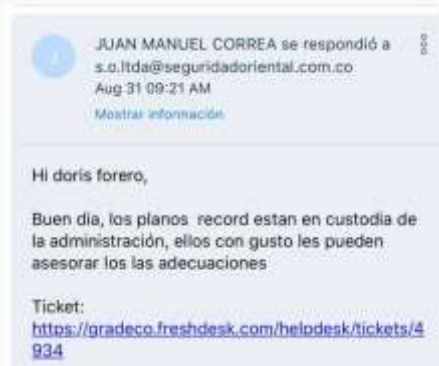 JUAN MANUEL CORREA se respondió a
s.o.ltda@seguridadoriental.com.co
Aug 31 09:21 AM
Mostrar información
Hi doris forero,
Buen dia, los planos record estan en custodia de
la administración, ellos con gusto les pueden
asesorar los las adecuaciones
Ticket:
https://gradeco.freshdesk.com/helpdesk/tickets/4
934